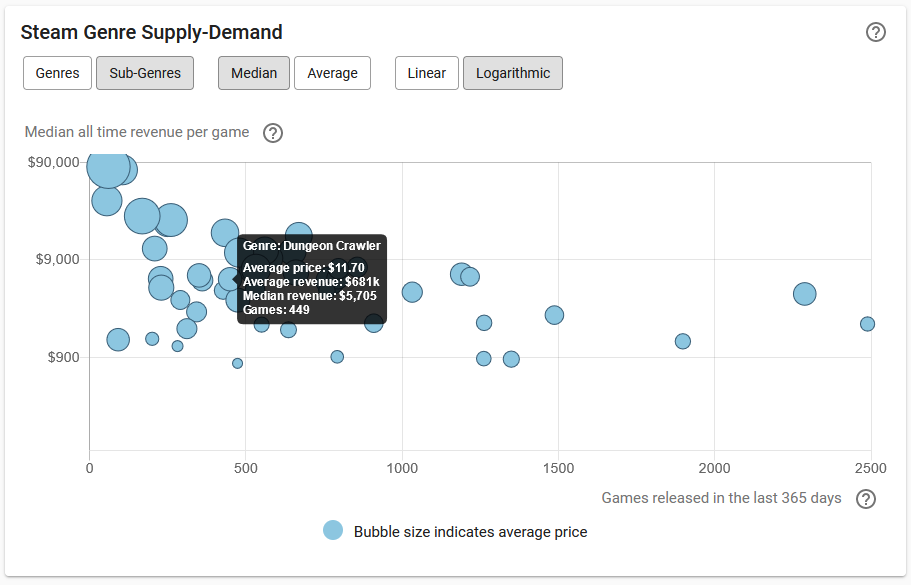 Steam Genre Supply-Demand
Genres Sub-Genres Median Average Linear Logarithmic
Median all time revenue per game
$90,000
$9,000
$900
Genre: Dungeon Crawler
Average price: $11.70
Average revenue: $681k
Median revenue: $5,705
Games: 449
0 500 1000 1500 2000 2500
Games released in the last 365 days
Bubble size indicates average price